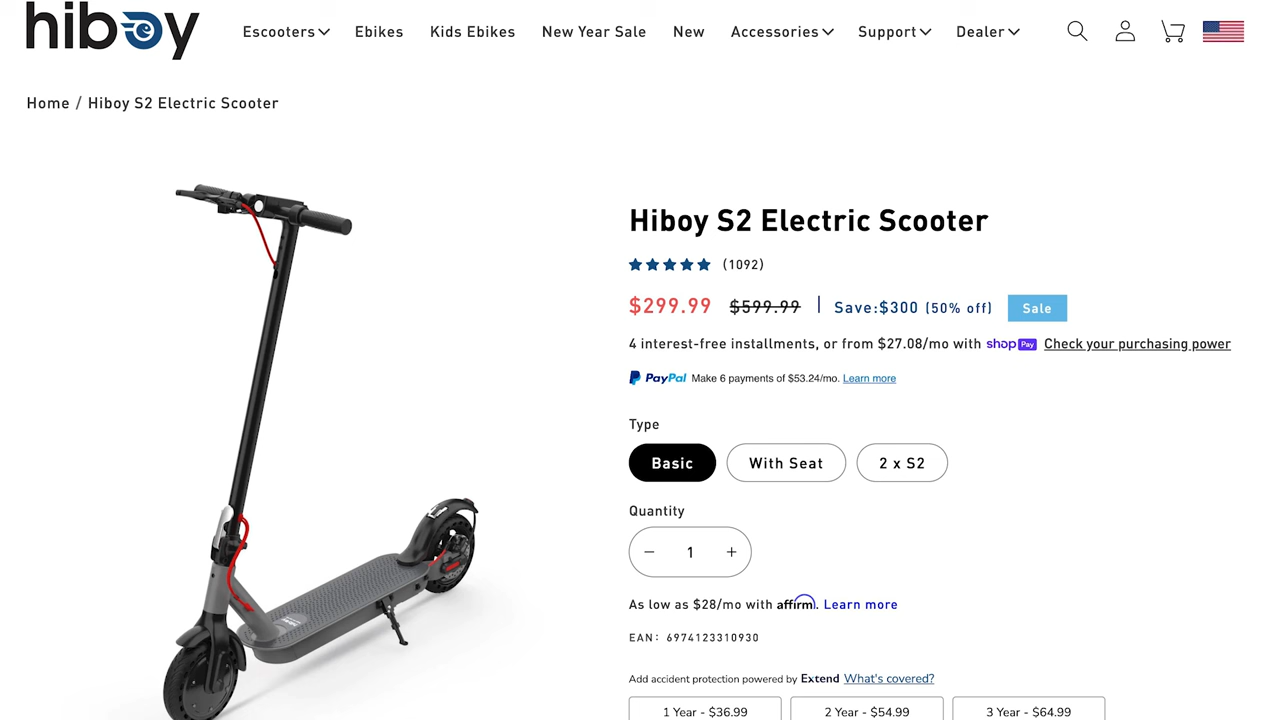 hiboy
Escooters Ebikes Kids Ebikes New Year Sale New Accessories Support Dealer
Home / Hiboy S2 Electric Scooter
Hiboy S2 Electric Scooter
(1092)
$299.99 $599.99 | Save:$300 (50% off) Sale
4 interest-free installments, or from $27.08/mo with shop Pay Check your purchasing power
PayPal Make 6 payments of $53.24/mo. Learn more
Type
Basic With Seat 2 x S2
Quantity
− 1 +
As low as $28/mo with affirm. Learn more
EAN: 6974123310930
Add accident protection powered by Extend What's covered?
1 Year - $36.99 2 Year - $54.99 3 Year - $64.99